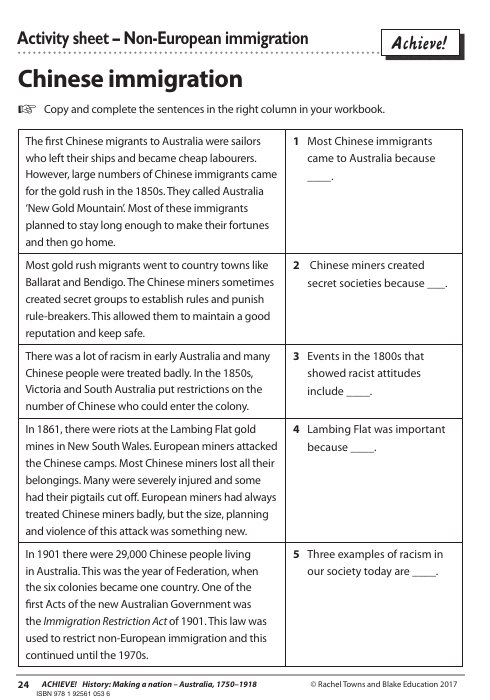 Activity sheet – Non-European immigration
Achieve!
Chinese immigration
Copy and complete the sentences in the right column in your workbook.
The first Chinese migrants to Australia were sailors
who left their ships and became cheap labourers.
However, large numbers of Chinese immigrants came
for the gold rush in the 1850s. They called Australia
‘New Gold Mountain’. Most of these immigrants
planned to stay long enough to make their fortunes
and then go home.
1 Most Chinese immigrants
came to Australia because
____.
Most gold rush migrants went to country towns like
Ballarat and Bendigo. The Chinese miners sometimes
created secret groups to establish rules and punish
rule-breakers. This allowed them to maintain a good
reputation and keep safe.
2 Chinese miners created
secret societies because ___.
There was a lot of racism in early Australia and many
Chinese people were treated badly. In the 1850s,
Victoria and South Australia put restrictions on the
number of Chinese who could enter the colony.
3 Events in the 1800s that
showed racist attitudes
include ____.
In 1861, there were riots at the Lambing Flat gold
mines in New South Wales. European miners attacked
the Chinese camps. Most Chinese miners lost all their
belongings. Many were severely injured and some
had their pigtails cut off. European miners had always
treated Chinese miners badly, but the size, planning
and violence of this attack was something new.
4 Lambing Flat was important
because ____.
In 1901 there were 29,000 Chinese people living
in Australia. This was the year of Federation, when
the six colonies became one country. One of the
first Acts of the new Australian Government was
the Immigration Restriction Act of 1901. This law was
used to restrict non-European immigration and this
continued until the 1970s.
5 Three examples of racism in
our society today are ____.
24 ACHIEVE! History: Making a nation – Australia, 1750–1918 © Rachel Towns and Blake Education 2017
ISBN 978 1 92561 053 6